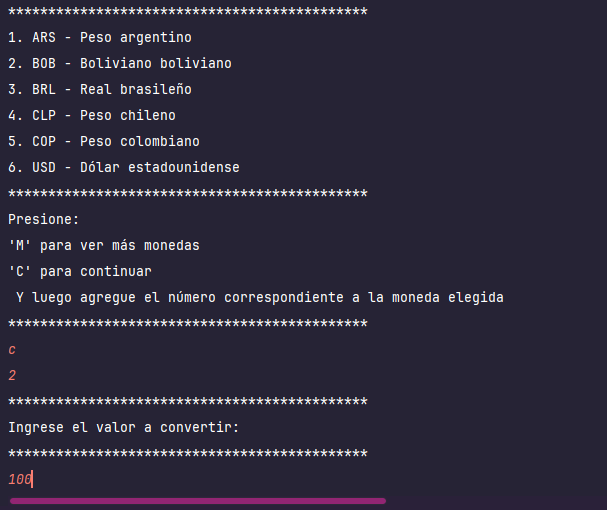 *********************************************
1. ARS - Peso argentino
2. BOB - Boliviano boliviano
3. BRL - Real brasileño
4. CLP - Peso chileno
5. COP - Peso colombiano
6. USD - Dólar estadounidense
*********************************************
Presione:
'M' para ver más monedas
'C' para continuar
 Y luego agregue el número correspondiente a la moneda elegida
*********************************************
c
2
*********************************************
Ingrese el valor a convertir:
*********************************************
100